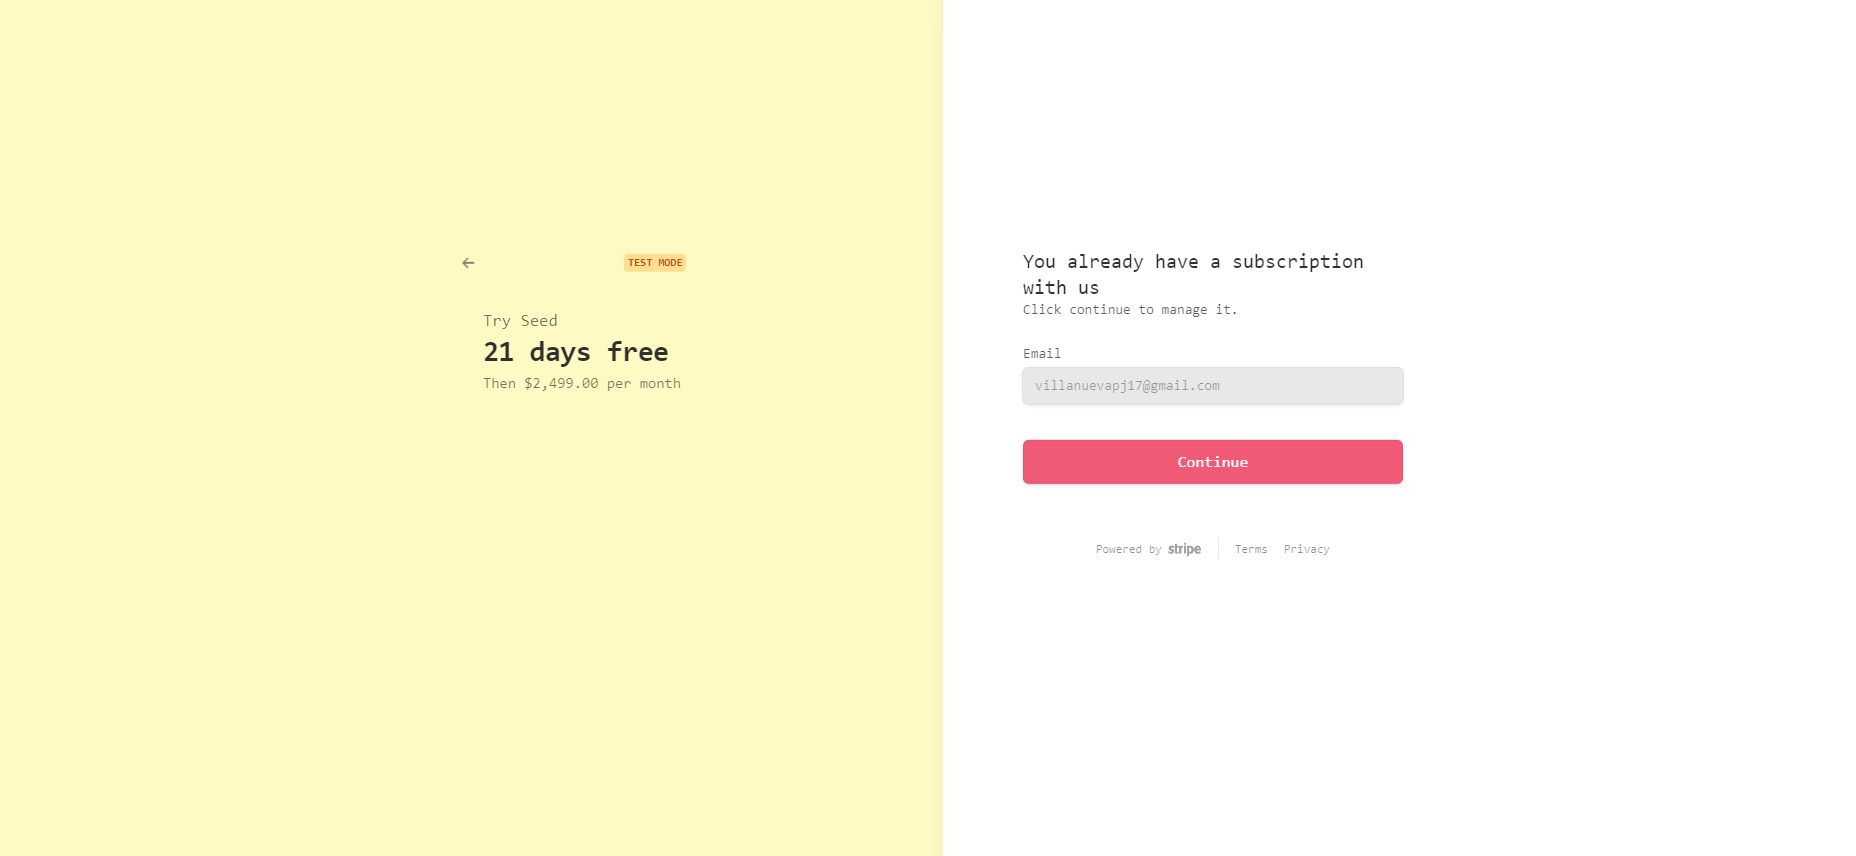 TEST MODE
Try Seed
21 days free
Then $2,499.00 per month
You already have a subscription
with us
Click continue to manage it.
Email
villanuevapj17@gmail.com
Continue
Powered by stripe
Terms Privacy